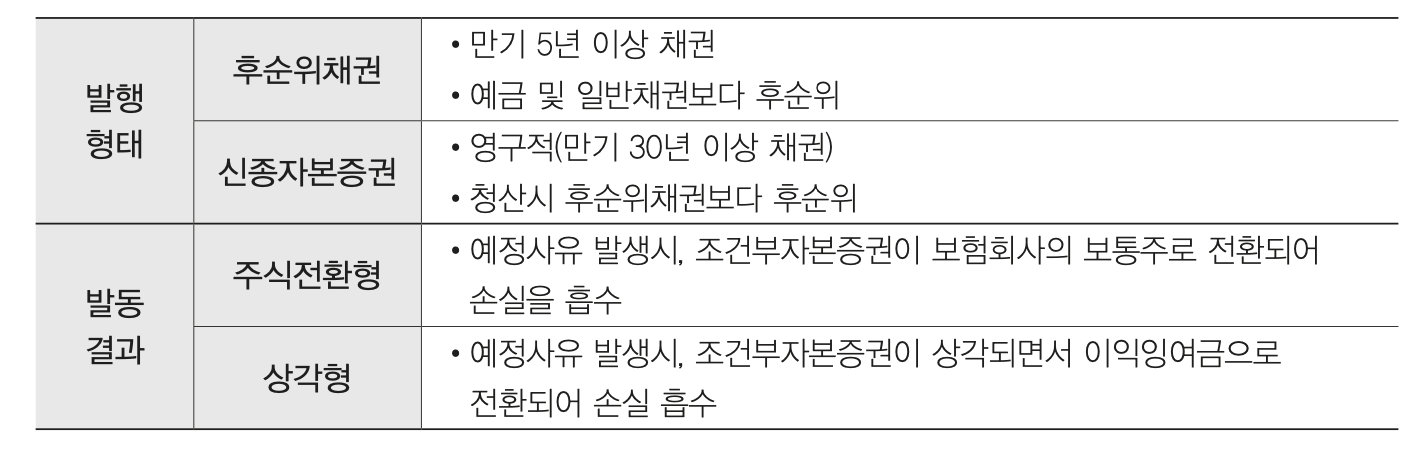 발행
형태
후순위채권
• 만기 5년 이상 채권
• 예금 및 일반채권보다 후순위
신종자본증권
• 영구적(만기 30년 이상 채권)
• 청산시 후순위채권보다 후순위
발동
결과
주식전환형
• 예정사유 발생시, 조건부자본증권이 보험회사의 보통주로 전환되어
손실을 흡수
상각형
• 예정사유 발생시, 조건부자본증권이 상각되면서 이익잉여금으로
전환되어 손실 흡수